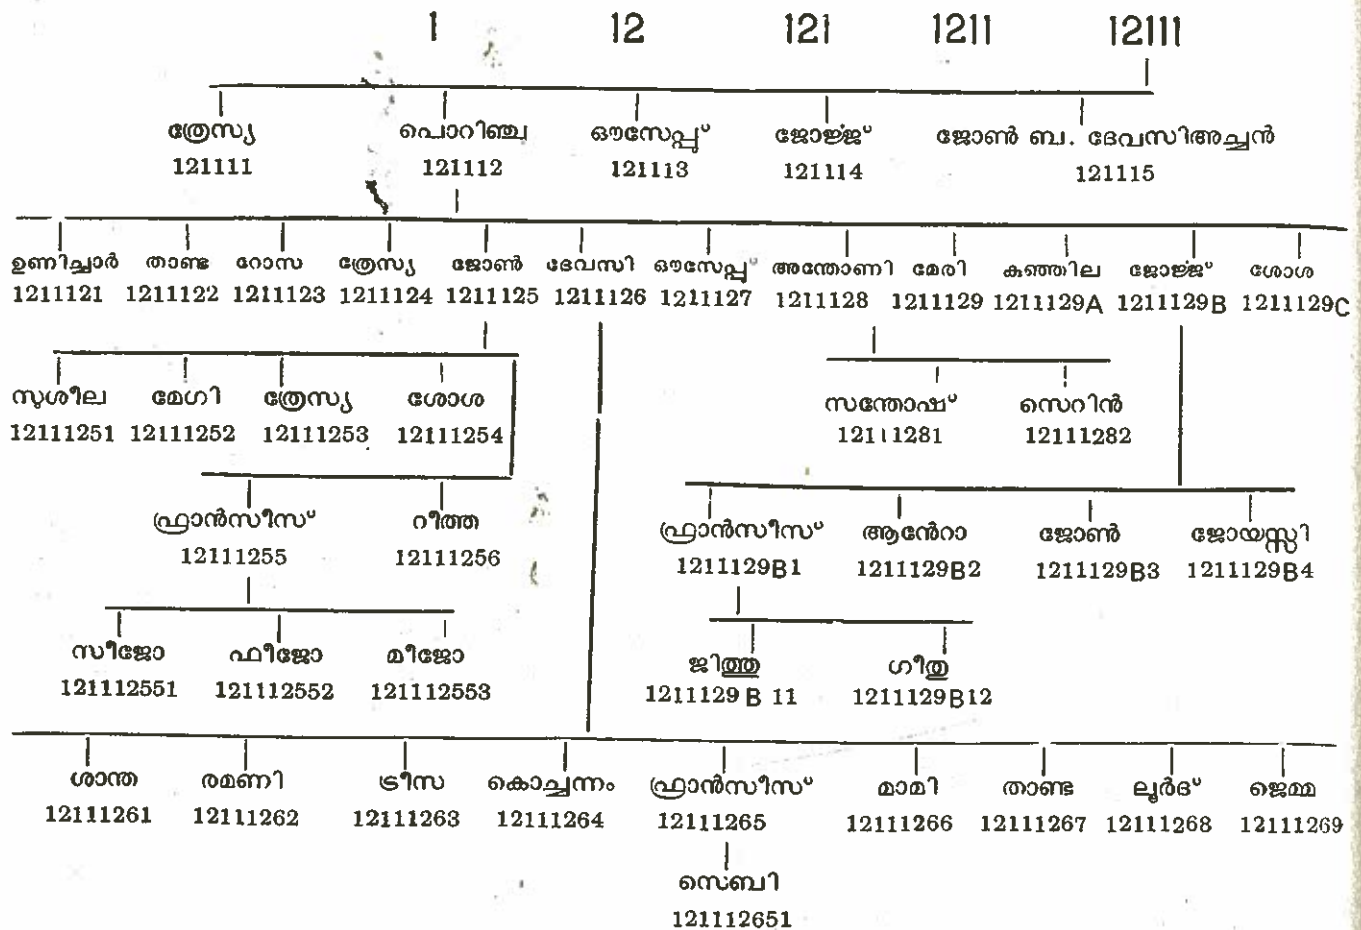 1 12 121 1211 12111
ത്രേസ്യ പൊറിഞ്ചു ഔസേപ്പു് ജോജ്ജ് ജോൺ ബ. ദേവസിഅച്ചൻ
121111 121112 121113 121114 121115
ഉണിച്ചാർ താണ്ട റോസ ത്രേസ്യ ജോൺ ദേവസി ഔസേപ്പു് അന്തോണി മേരി കുഞ്ഞില ജോജ്ജ് ശോശ
1211121 1211122 1211123 1211124 1211125 1211126 1211127 1211128 1211129 1211129A 1211129B 1211129C
സുശീല മേഗി ത്രേസ്യ ശോശ സന്തോഷ് സെറിൻ
12111251 12111252 12111253 12111254 12111281 12111282
ഫ്രാൻസീസ് റീത്ത ഫ്രാൻസീസ് ആൻേറാ ജോൺ ജോയസ്സി
12111255 12111256 1211129B1 1211129B2 1211129B3 1211129B4
സീജോ ഫീജോ മീജോ ജിത്തു ഗീതു
121112551 121112552 121112553 1211129B 11 1211129B12
ശാന്ത രമണി ട്രീസ കൊച്ചന്നം ഫ്രാൻസീസ് മാമി താണ്ട ലൂർദ് ജെമ്മ
12111261 12111262 12111263 12111264 12111265 12111266 12111267 12111268 12111269
സെബി
121112651